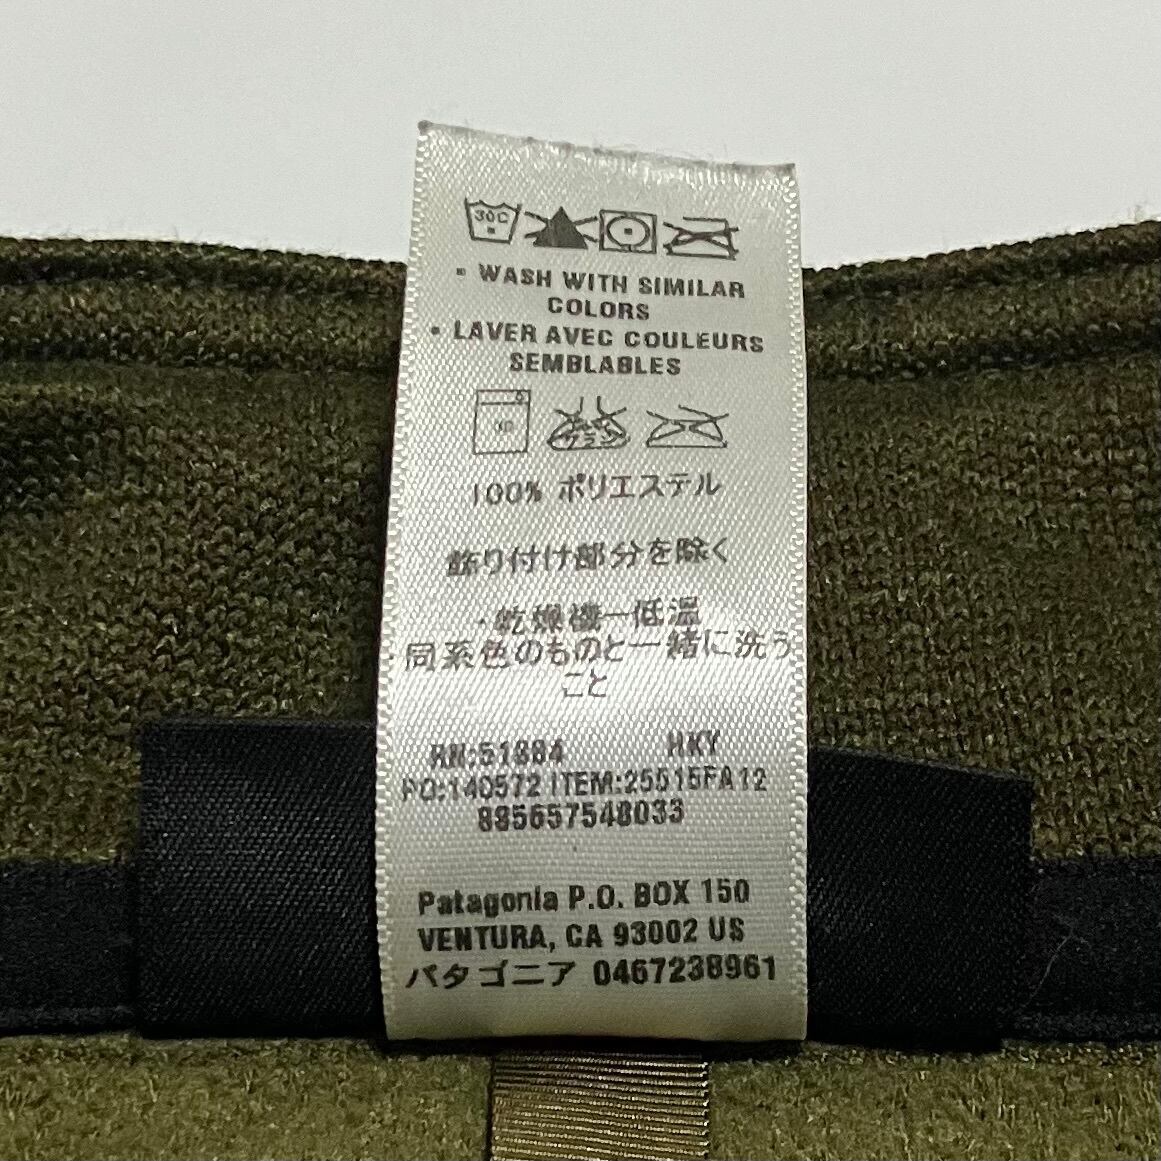 30C
• WASH WITH SIMILAR
COLORS
• LAVER AVEC COULEURS
SEMBLABLES
30
100% ポリエステル
飾り付け部分を除く
・乾燥機ー低温
同系色のものと一緒に洗う
こと
RN:51884 HKY
PO:140572 ITEM:25515FA12
885657548033
Patagonia P.O. BOX 150
VENTURA, CA 93002 US
パタゴニア 0467238961